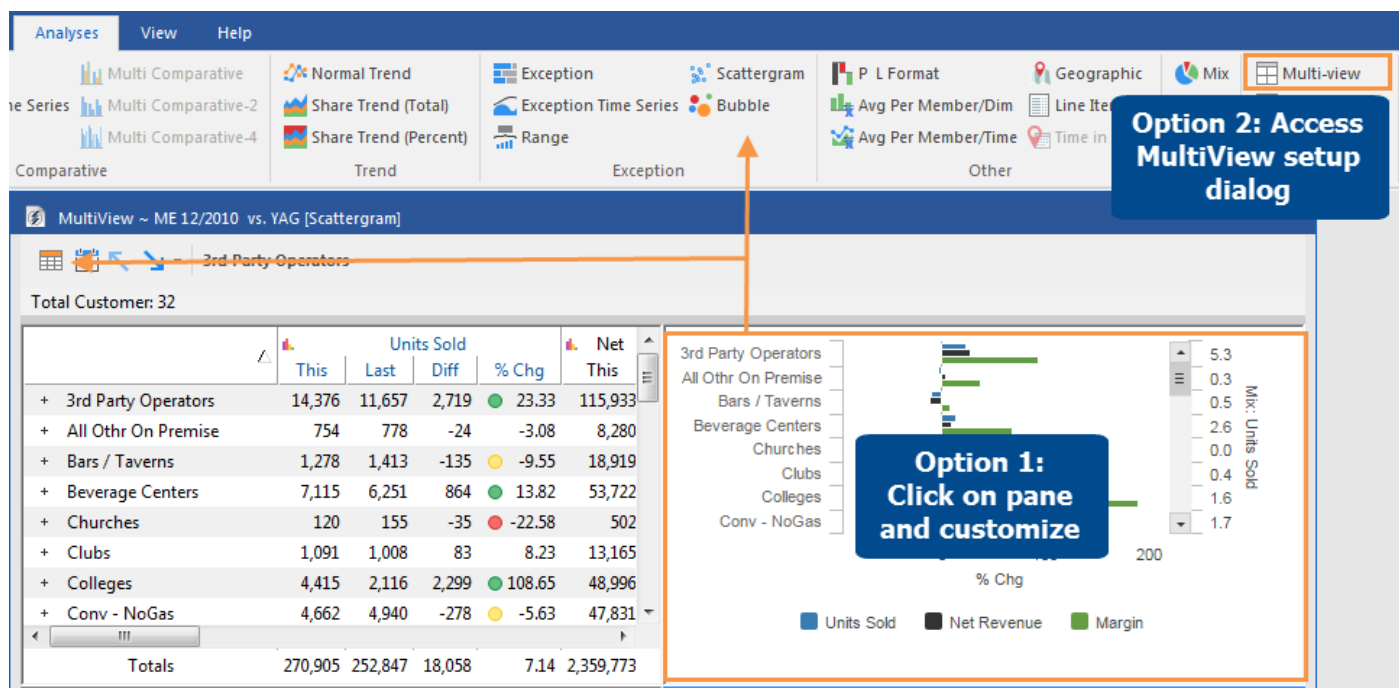 Analyses View Help
Multi Comparative Normal Trend Exception Scattergram P L Format Geographic Mix Multi-view
ne Series Multi Comparative-2 Share Trend (Total) Exception Time Series Bubble Avg Per Member/Dim Line Ite
Multi Comparative-4 Share Trend (Percent) Range Avg Per Member/Time Time in
Comparative Trend Exception Other
Option 2: Access
MultiView setup
dialog
MultiView ~ ME 12/2010 vs. YAG [Scattergram]
3rd Party Operators
Total Customer: 32
Units Sold Net
This Last Diff % Chg This
+ 3rd Party Operators 14,376 11,657 2,719 23.33 115,933
+ All Othr On Premise 754 778 -24 -3.08 8,280
+ Bars / Taverns 1,278 1,413 -135 -9.55 18,919
+ Beverage Centers 7,115 6,251 864 13.82 53,722
+ Churches 120 155 -35 -22.58 502
+ Clubs 1,091 1,008 83 8.23 13,165
+ Colleges 4,415 2,116 2,299 108.65 48,996
+ Conv - NoGas 4,662 4,940 -278 -5.63 47,831
Totals 270,905 252,847 18,058 7.14 2,359,773
3rd Party Operators 5.3
All Othr On Premise 0.3
Bars / Taverns 0.5
Beverage Centers 2.6
Churches 0.0
Clubs 0.4
Colleges 1.6
Conv - NoGas 1.7
Mix: Units Sold
Option 1:
Click on pane
and customize
200
% Chg
Units Sold Net Revenue Margin